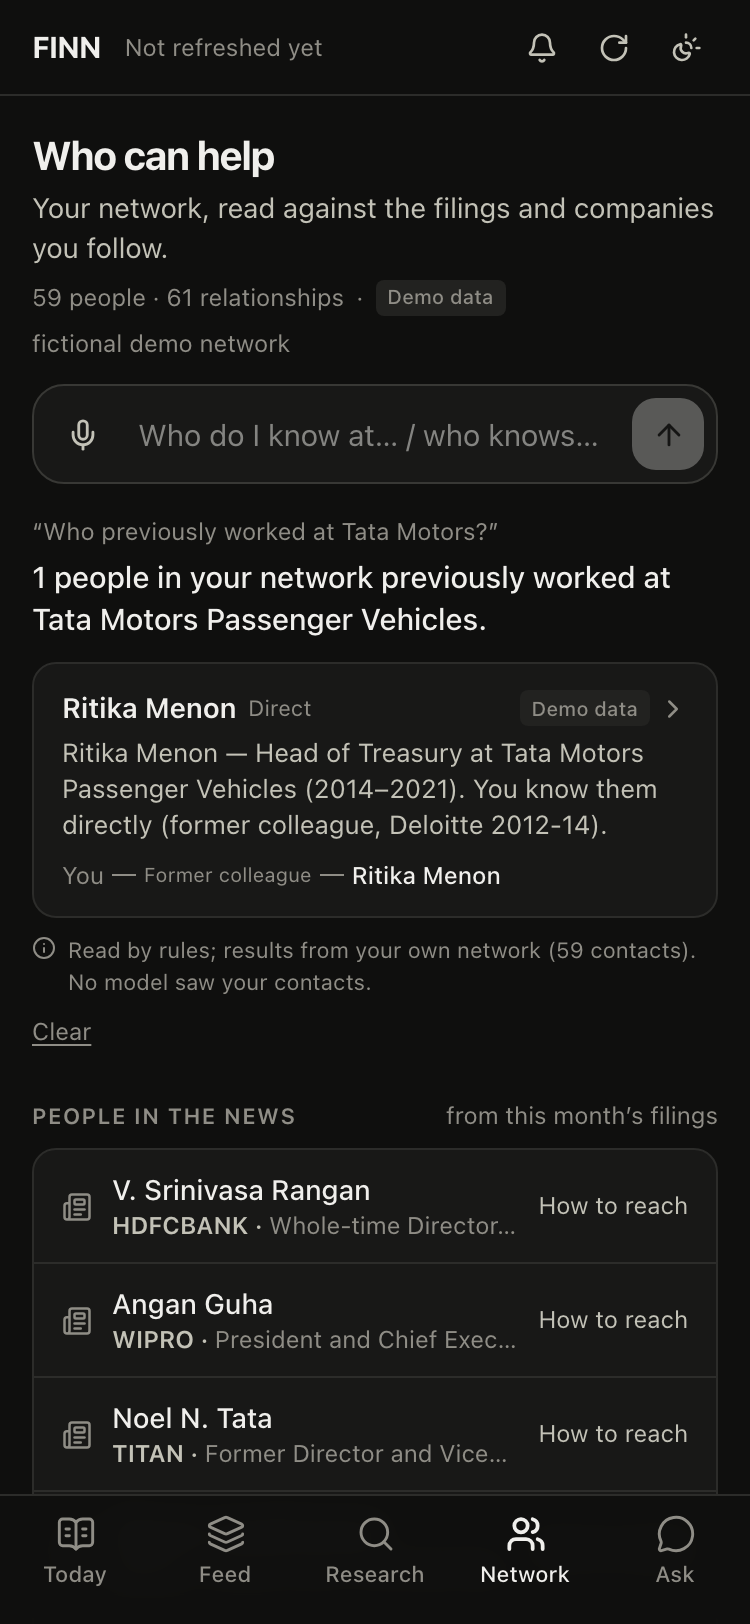 FINN Not refreshed yet
Who can help
Your network, read against the filings and companies
you follow.
59 people · 61 relationships · Demo data
fictional demo network
Who do I know at... / who knows...
“Who previously worked at Tata Motors?”
1 people in your network previously worked at
Tata Motors Passenger Vehicles.
Ritika Menon Direct Demo data
Ritika Menon — Head of Treasury at Tata Motors
Passenger Vehicles (2014–2021). You know them
directly (former colleague, Deloitte 2012-14).
You — Former colleague — Ritika Menon
Read by rules; results from your own network (59 contacts).
No model saw your contacts.
Clear
PEOPLE IN THE NEWS from this month’s filings
V. Srinivasa Rangan
HDFCBANK · Whole-time Director... How to reach
Angan Guha
WIPRO · President and Chief Exec... How to reach
Noel N. Tata
TITAN · Former Director and Vice... How to reach
Today Feed Research Network Ask